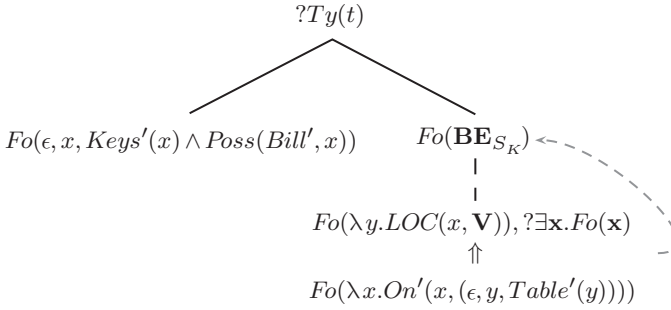 ?Ty(t)
Fo(ϵ, x, Keys′(x) ∧ Poss(Bill′, x)) Fo(BE_{S_K})
Fo(λy.LOC(x, V)), ?∃x.Fo(x)
⇑
Fo(λx.On′(x, (ϵ, y, Table′(y))))